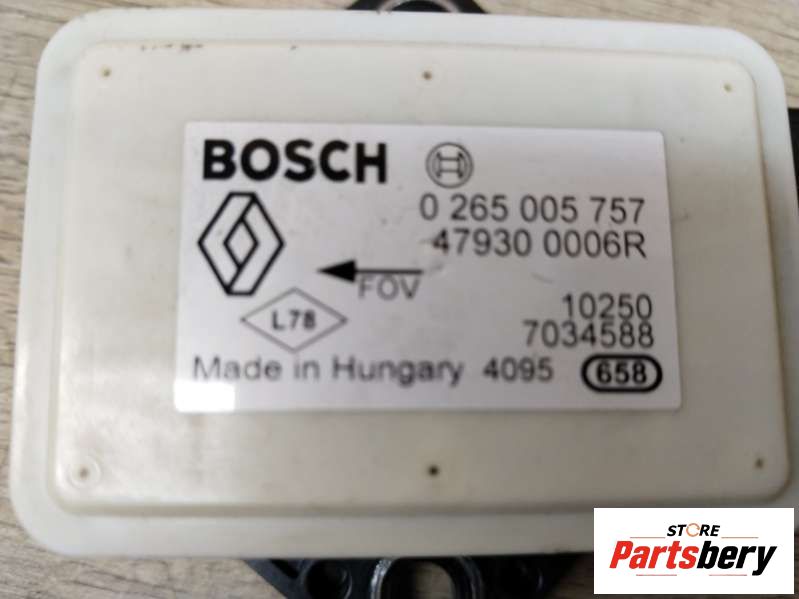 BOSCH
0 265 005 757
47930 0006R
FOV
10250
L78
7034588
Made in Hungary 4095 658
STORE
Partsbery